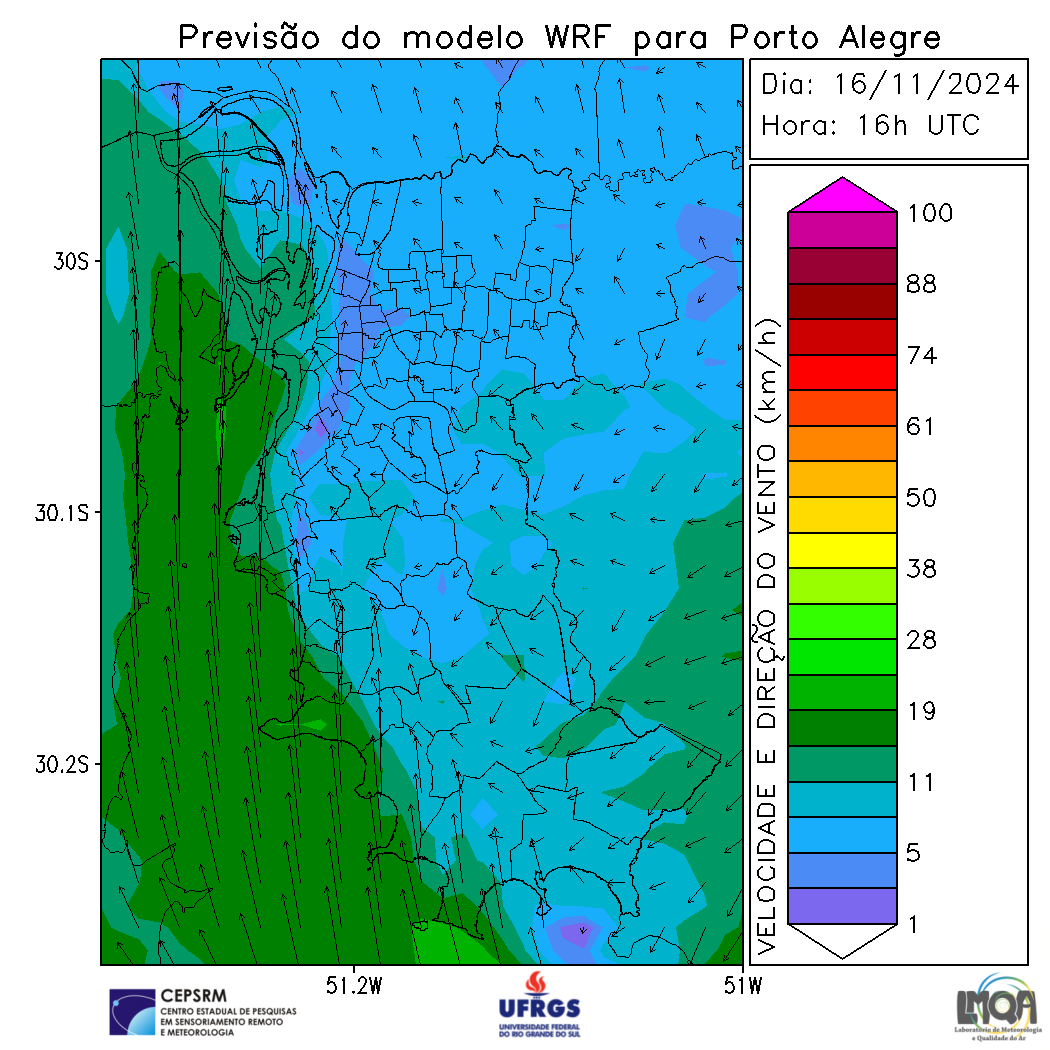 Previsão do modelo WRF para Porto Alegre
Dia: 16/11/2024
Hora: 16h UTC
30S
30.1S
30.2S
51.2W
51W
VELOCIDADE E DIREÇÃO DO VENTO (km/h)
100
88
74
61
50
38
28
19
11
5
1
CEPSRM
CENTRO ESTADUAL DE PESQUISAS
EM SENSORIAMENTO REMOTO
E METEOROLOGIA
UFRGS
UNIVERSIDADE FEDERAL
DO RIO GRANDE DO SUL
LMQA
Laboratório de Meteorologia
e Qualidade do Ar